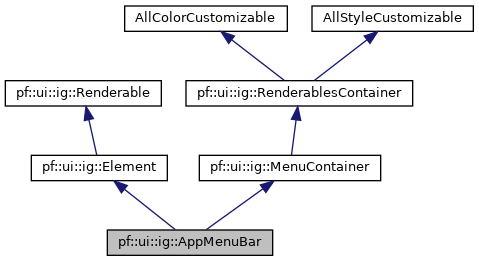 AllColorCustomizable
AllStyleCustomizable
pf::ui::ig::Renderable
pf::ui::ig::RenderablesContainer
pf::ui::ig::Element
pf::ui::ig::MenuContainer
pf::ui::ig::AppMenuBar